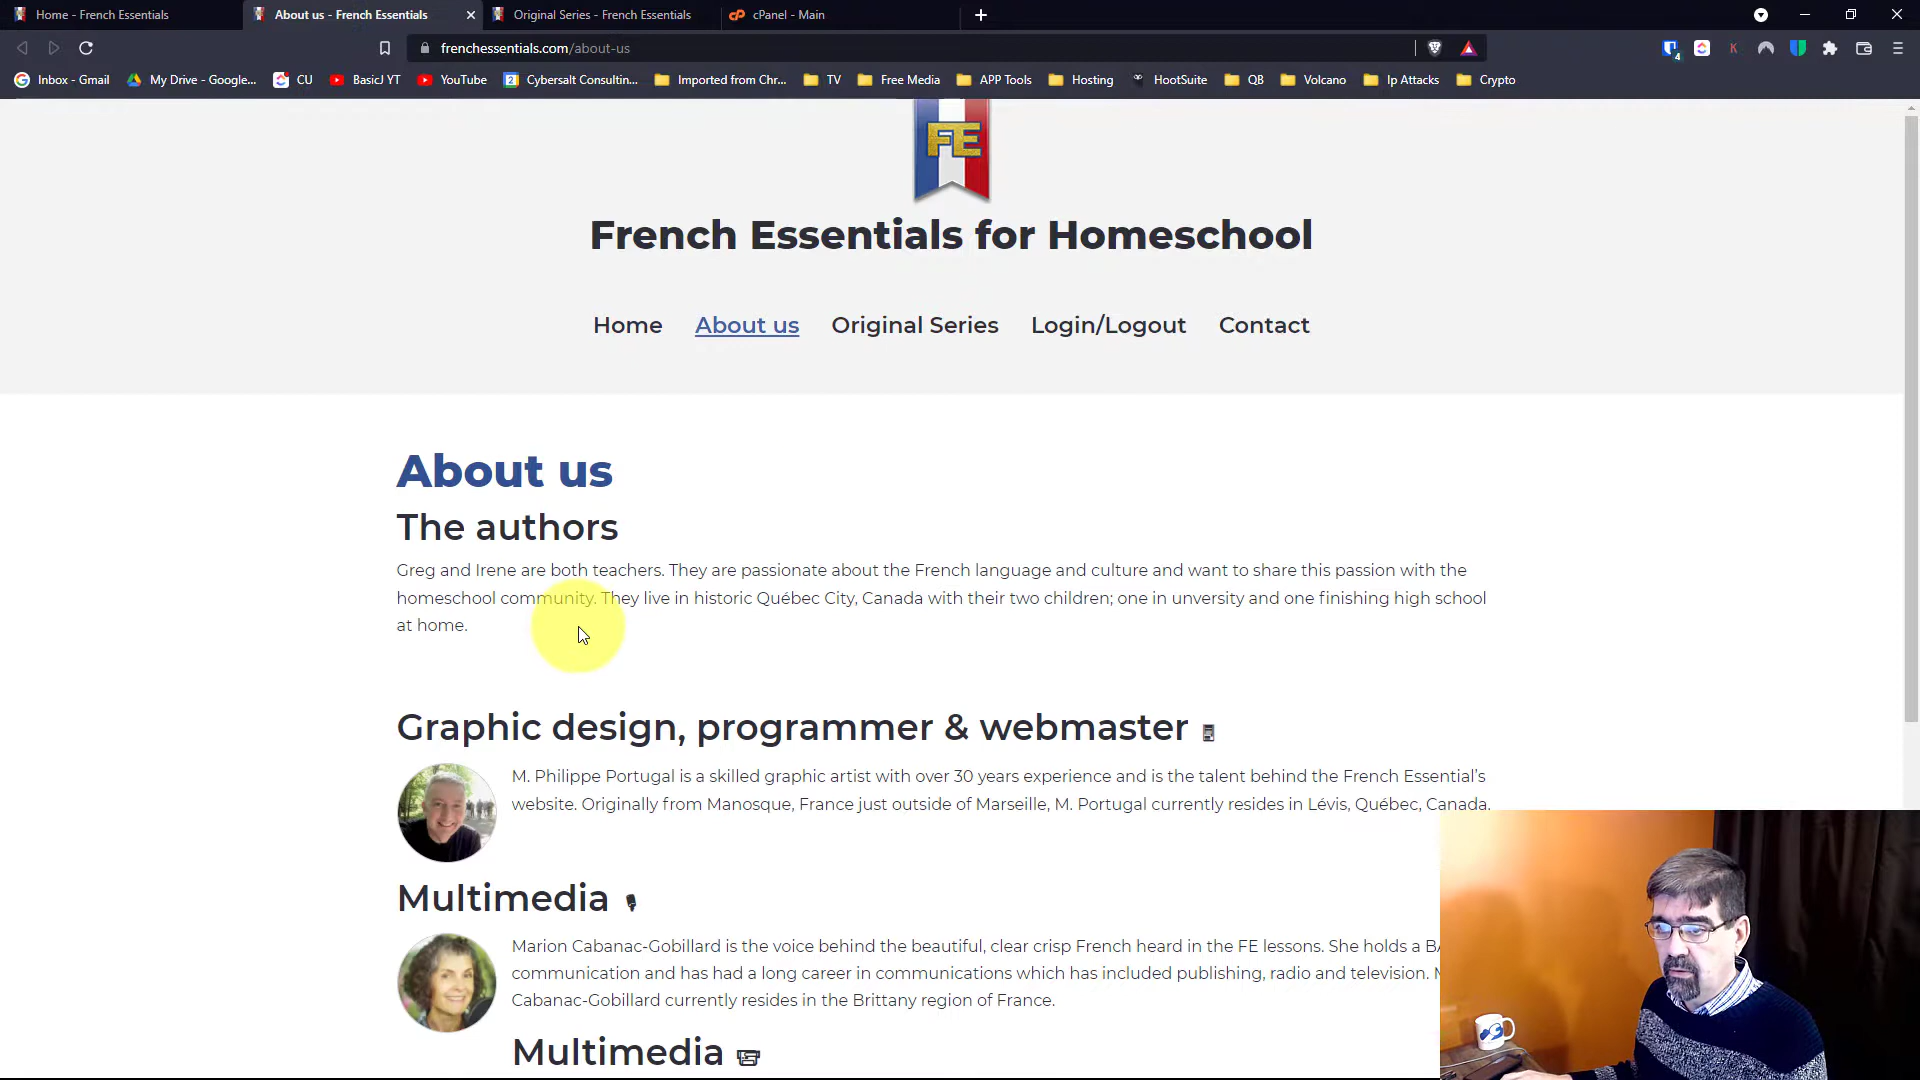 Home - French Essentials
About us - French Essentials
Original Series - French Essentials
cPanel - Main
frenchessentials.com/about-us
4
Inbox - Gmail
My Drive - Google...
CU
BasicJ YT
YouTube
Cybersalt Consultin...
Imported from Chr...
TV
Free Media
APP Tools
Hosting
HootSuite
QB
Volcano
Ip Attacks
Crypto
FE
French Essentials for Homeschool
Home About us Original Series Login/Logout Contact
About us
The authors
Greg and Irene are both teachers. They are passionate about the French language and culture and want to share this passion with the
homeschool community. They live in historic Québec City, Canada with their two children; one in unversity and one finishing high school
at home.
Graphic design, programmer & webmaster
M. Philippe Portugal is a skilled graphic artist with over 30 years experience and is the talent behind the French Essential's
website. Originally from Manosque, France just outside of Marseille, M. Portugal currently resides in Lévis, Québec, Canada.
Multimedia
Marion Cabanac-Gobillard is the voice behind the beautiful, clear crisp French heard in the FE lessons. She holds a
communication and has had a long career in communications which has included publishing, radio and television.
Cabanac-Gobillard currently resides in the Brittany region of France.
Multimedia